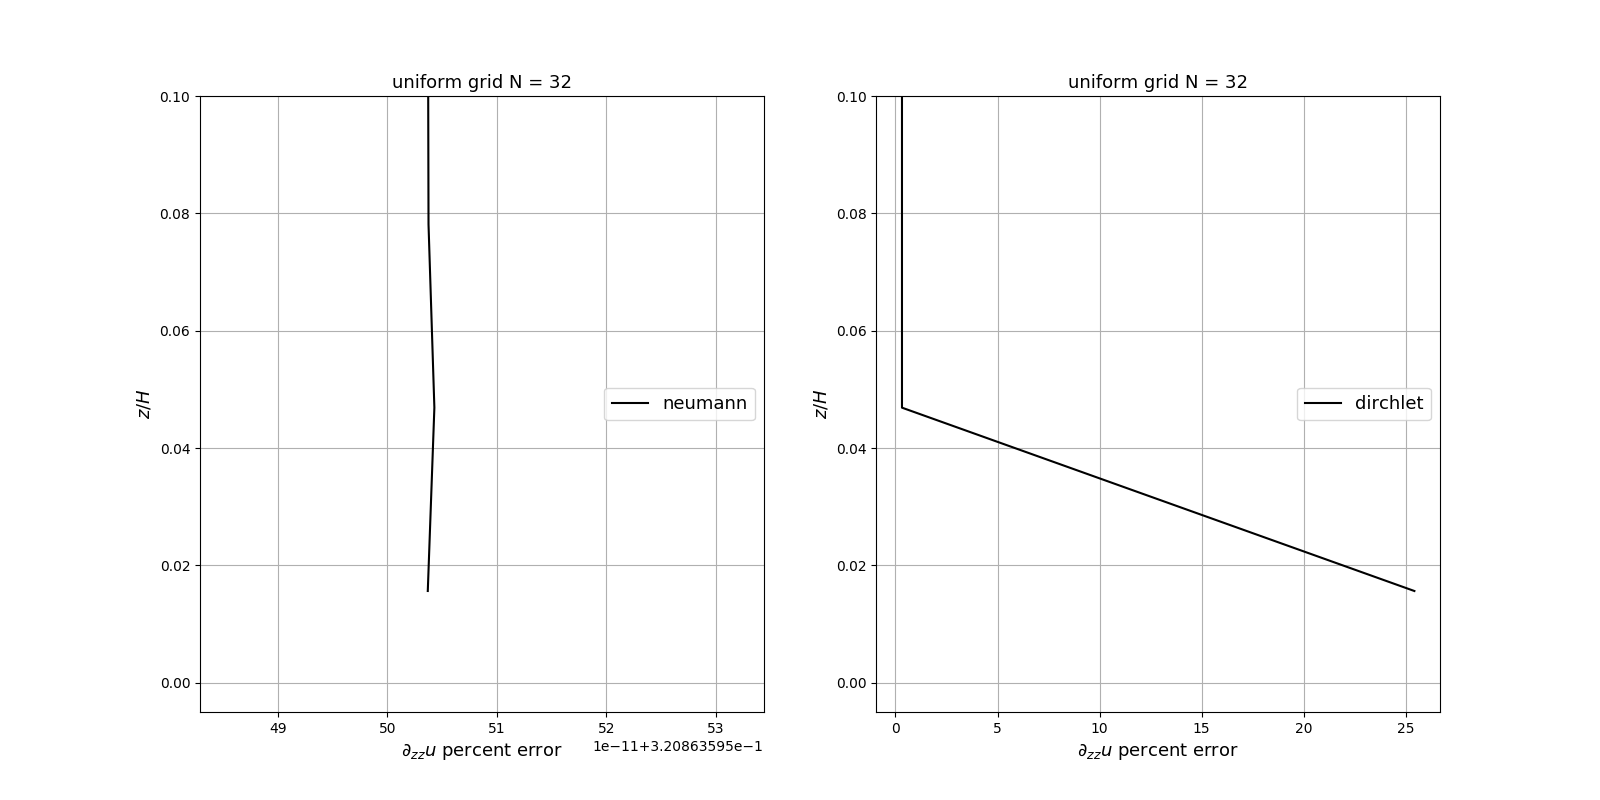 uniform grid N = 32
0.10
0.08
0.06
0.04
0.02
0.00
z/H
neumann
49 50 51 52 53
1e−11+3.20863595e−1
∂zzu percent error
uniform grid N = 32
0.10
0.08
0.06
0.04
0.02
0.00
z/H
dirchlet
0 5 10 15 20 25
∂zzu percent error